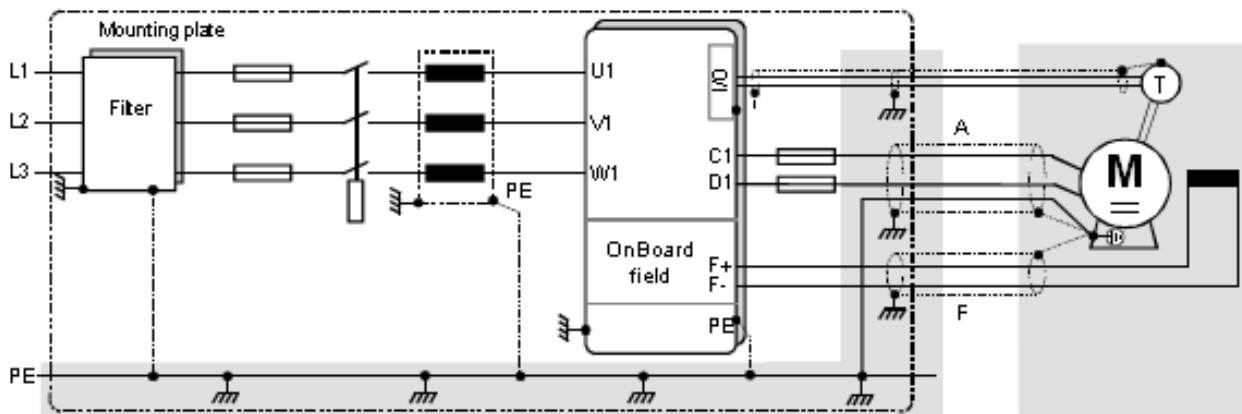 Mounting plate
L1
L2
L3
Filter
PE
U1
V1
W1
I/O
C1
D1
OnBoard
field
F+
F-
PE
A
F
T
M
PE